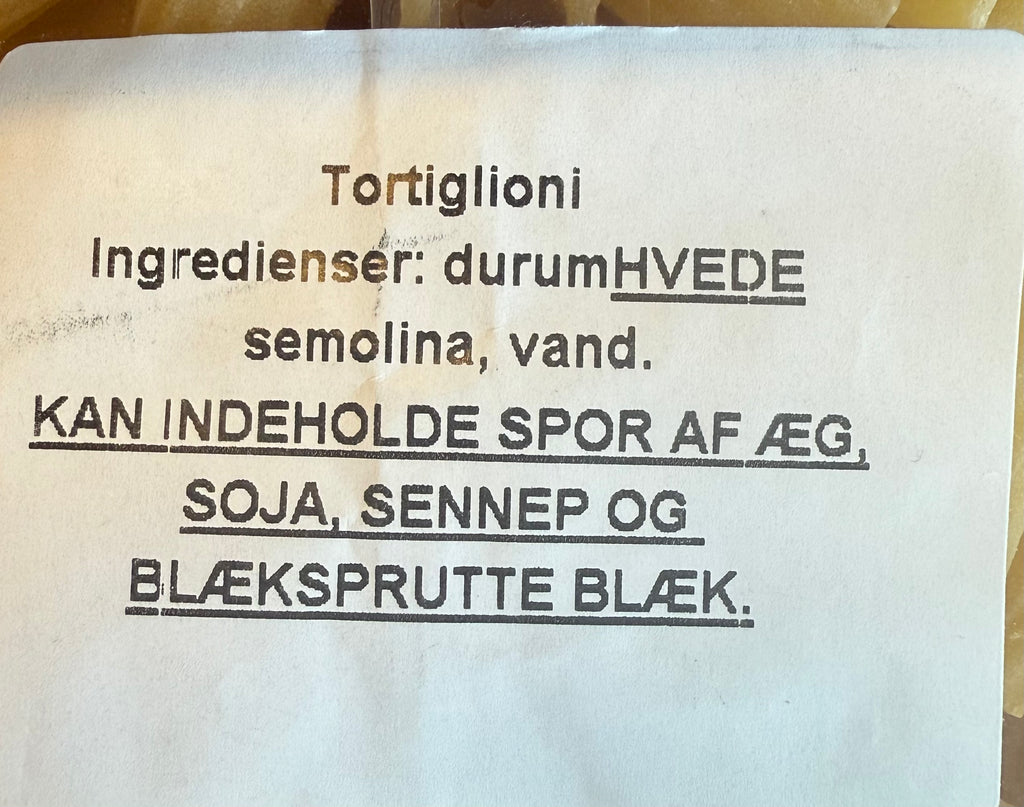 Tortiglioni
Ingredienser: durumHVEDE
semolina, vand.
KAN INDEHOLDE SPOR AF ÆG,
SOJA, SENNEP OG
BLÆKSPRUTTE BLÆK.